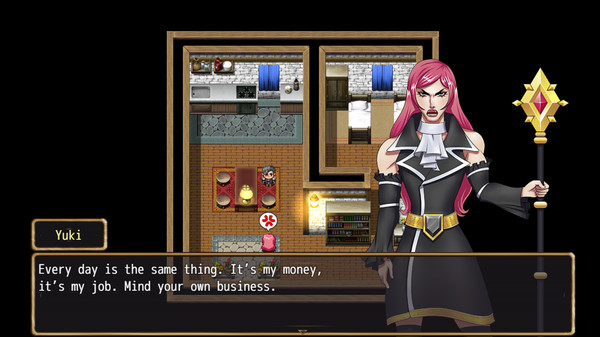 Yuki
Every day is the same thing. It's my money,
it's my job. Mind your own business.